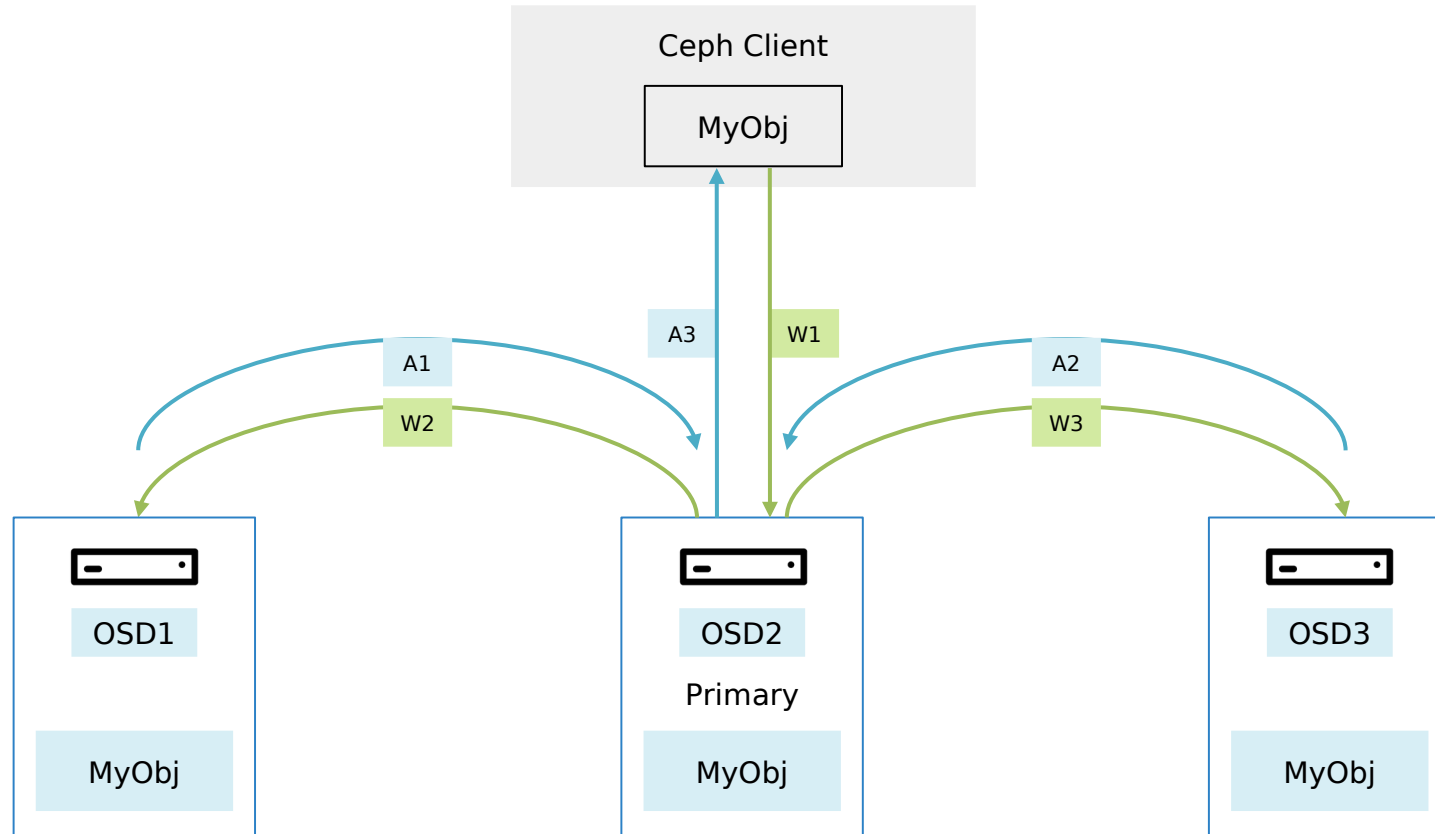 Ceph Client
MyObj
A3
W1
A1
A2
W2
W3
OSD1
OSD2
OSD3
Primary
MyObj
MyObj
MyObj